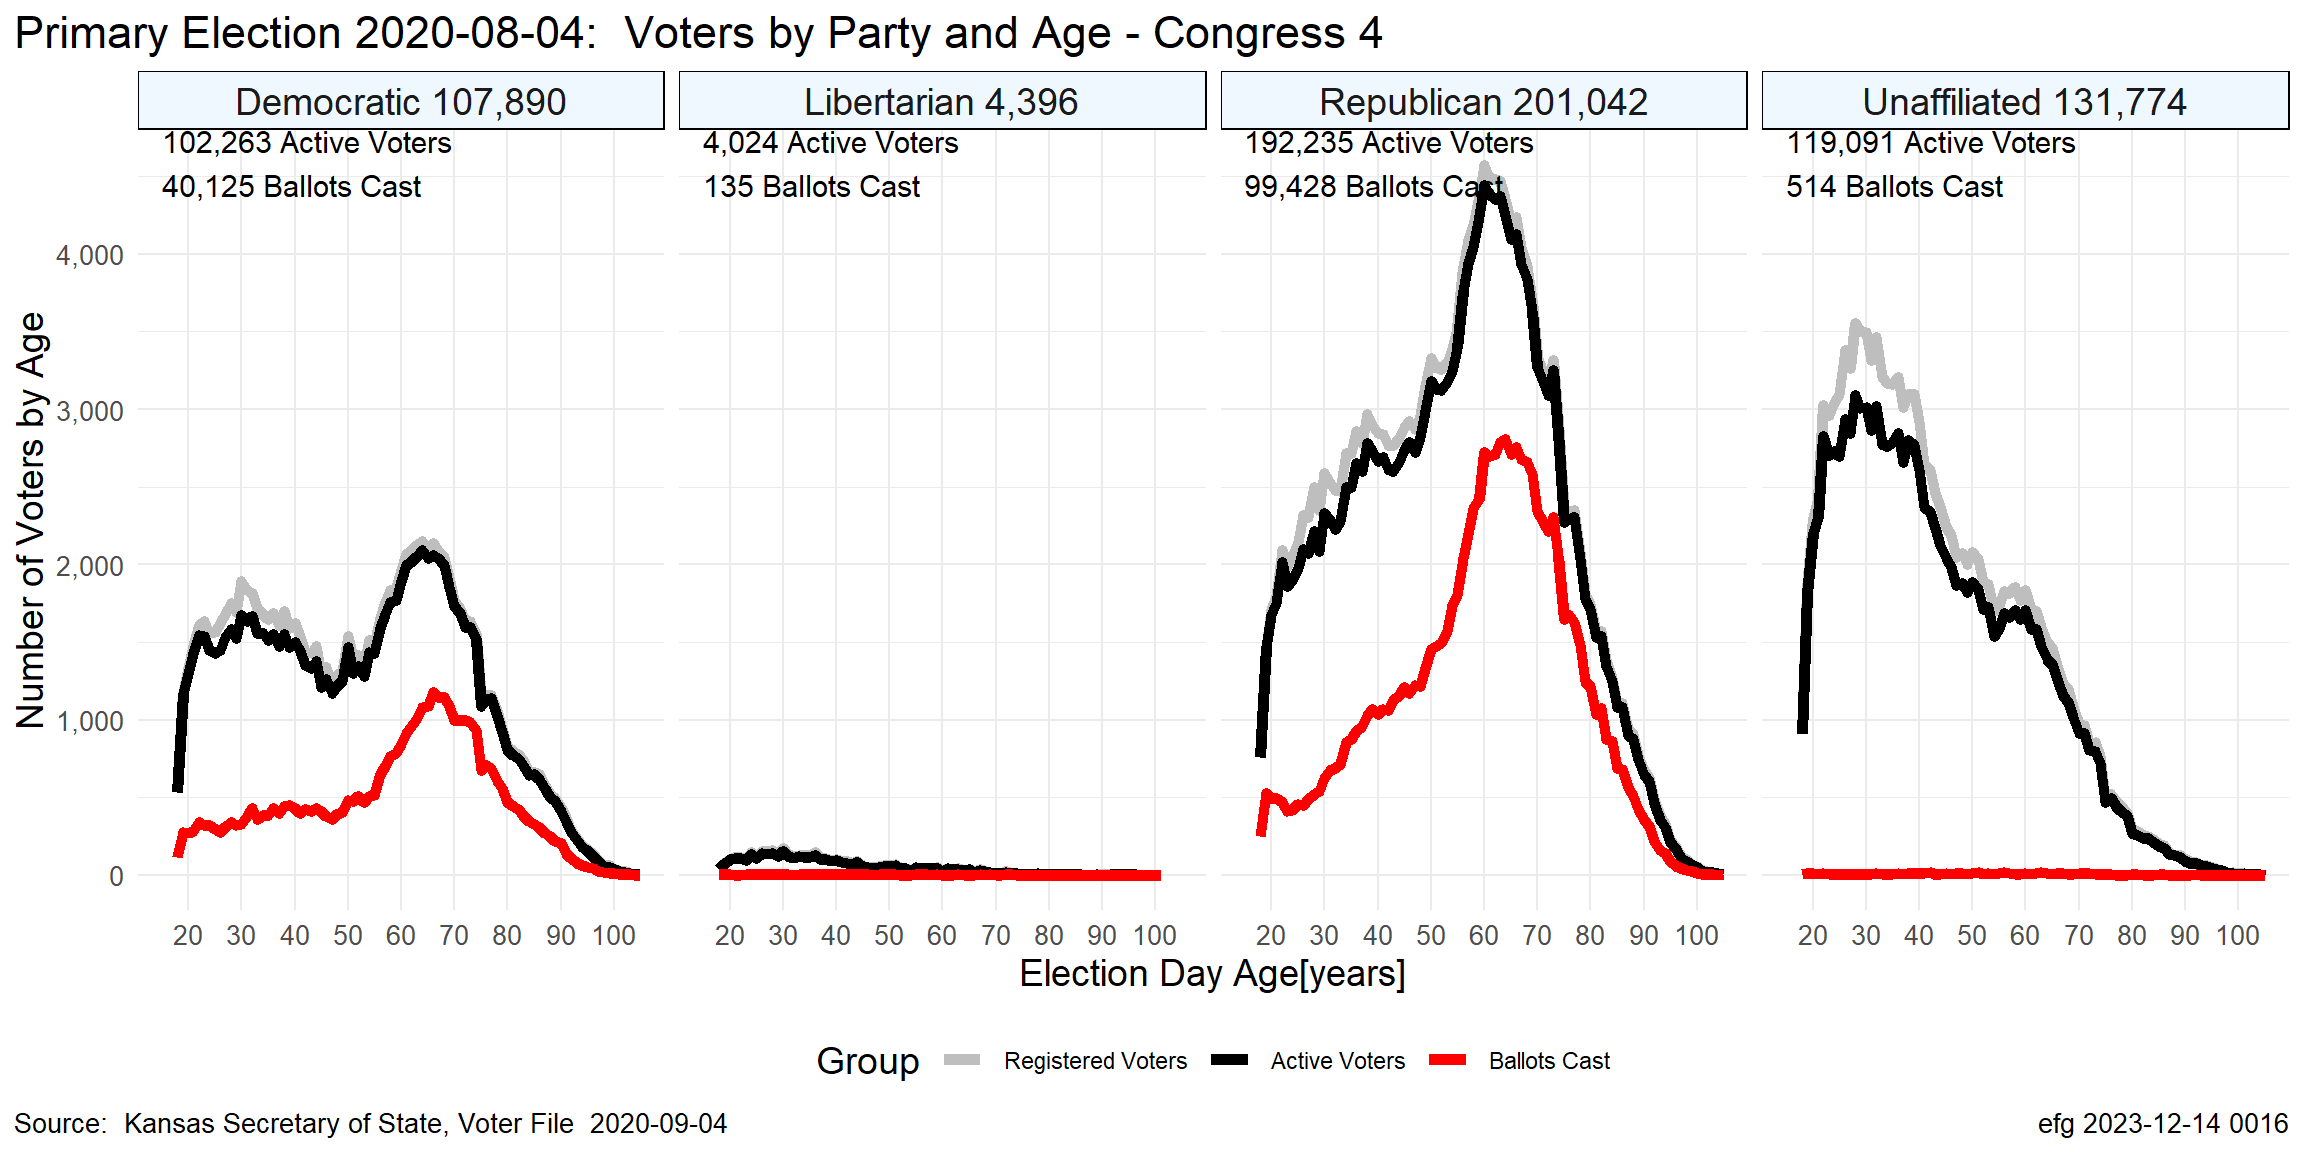 Primary Election 2020-08-04:  Voters by Party and Age - Congress 4
Democratic 107,890
Libertarian 4,396
Republican 201,042
Unaffiliated 131,774
102,263 Active Voters
40,125 Ballots Cast
4,024 Active Voters
135 Ballots Cast
192,235 Active Voters
99,428 Ballots Cast
119,091 Active Voters
514 Ballots Cast
Number of Voters by Age
4,000
3,000
2,000
1,000
0
20 30 40 50 60 70 80 90 100
20 30 40 50 60 70 80 90 100
20 30 40 50 60 70 80 90 100
20 30 40 50 60 70 80 90 100
Election Day Age[years]
Group Registered Voters Active Voters Ballots Cast
Source:  Kansas Secretary of State, Voter File  2020-09-04
efg 2023-12-14 0016